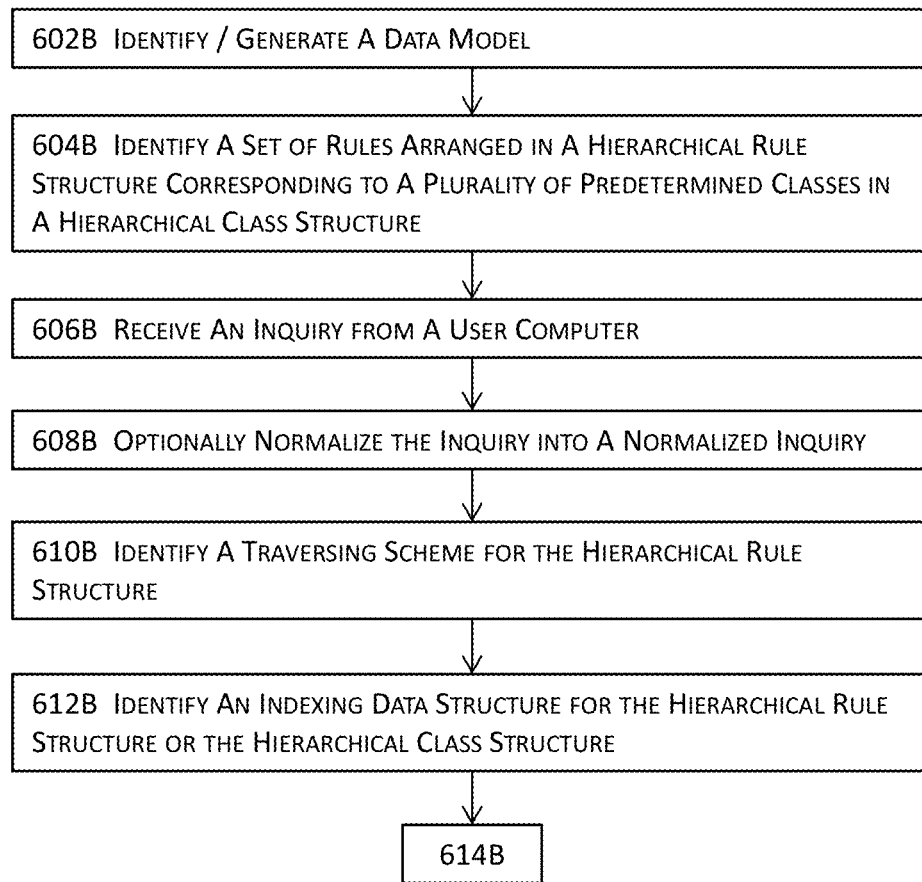 602B IDENTIFY / GENERATE A DATA MODEL
604B IDENTIFY A SET OF RULES ARRANGED IN A HIERARCHICAL RULE
STRUCTURE CORRESPONDING TO A PLURALITY OF PREDETERMINED CLASSES IN
A HIERARCHICAL CLASS STRUCTURE
606B RECEIVE AN INQUIRY FROM A USER COMPUTER
608B OPTIONALLY NORMALIZE THE INQUIRY INTO A NORMALIZED INQUIRY
610B IDENTIFY A TRAVERSING SCHEME FOR THE HIERARCHICAL RULE
STRUCTURE
612B IDENTIFY AN INDEXING DATA STRUCTURE FOR THE HIERARCHICAL RULE
STRUCTURE OR THE HIERARCHICAL CLASS STRUCTURE
614B